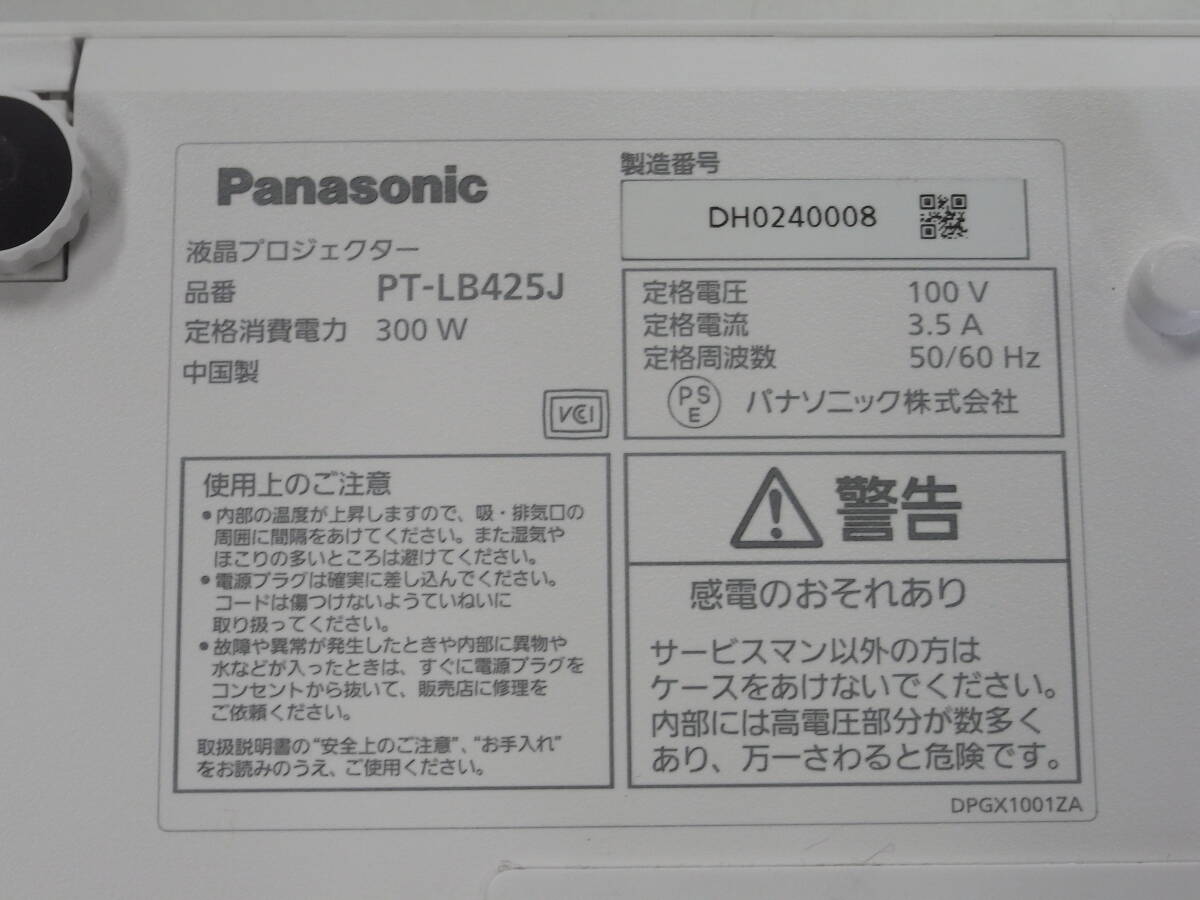 Panasonic
液晶プロジェクター
品番 PT-LB425J
定格消費電力 300 W
中国製
VCI
製造番号
DH0240008
定格電圧 100 V
定格電流 3.5 A
定格周波数 50/60 Hz
PS
E パナソニック株式会社
使用上のご注意
●内部の温度が上昇しますので、吸・排気口の
周囲に間隔をあけてください。また湿気や
ほこりの多いところは避けてください。
●電源プラグは確実に差し込んでください。
コードは傷つけないようていねいに
取り扱ってください。
●故障や異常が発生したときや内部に異物や
水などが入ったときは、すぐに電源プラグを
コンセントから抜いて、販売店に修理を
ご依頼ください。
取扱説明書の“安全上のご注意”、“お手入れ”
をお読みのうえ、ご使用ください。
警告
感電のおそれあり
サービスマン以外の方は
ケースをあけないでください。
内部には高電圧部分が数多く
あり、万一さわると危険です。
DPGX1001ZA